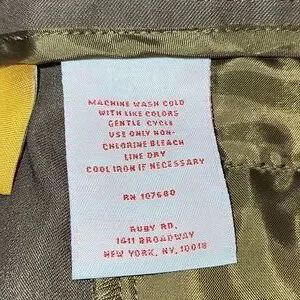 MACHINE WASH COLD
WITH LIKE COLORS
GENTLE CYCLE
USE ONLY NON-
CHLORINE BLEACH
LINE DRY
COOL IRON IF NECESSARY
RN 107680
RUBY RD.
1411 BROADWAY
NEW YORK, NY. 10018